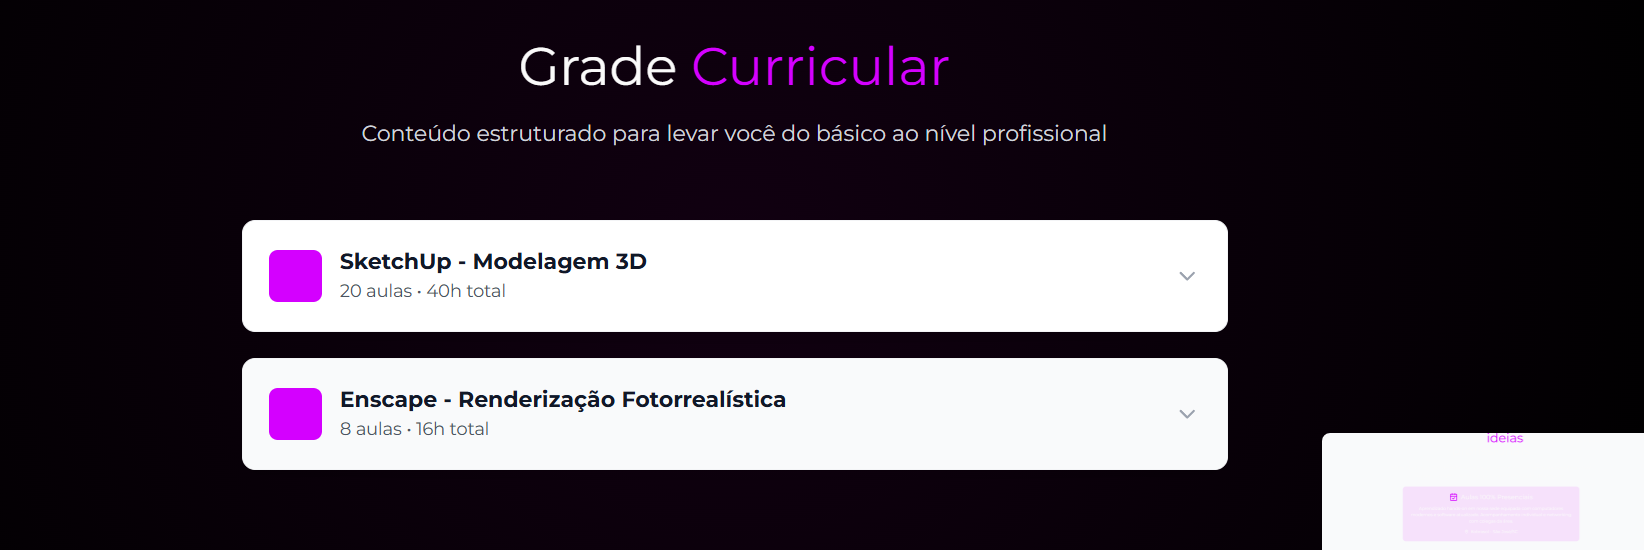 Grade Curricular
Conteúdo estruturado para levar você do básico ao nível profissional
SketchUp - Modelagem 3D
20 aulas • 40h total
Enscape - Renderização Fotorrealística
8 aulas • 16h total
ideias